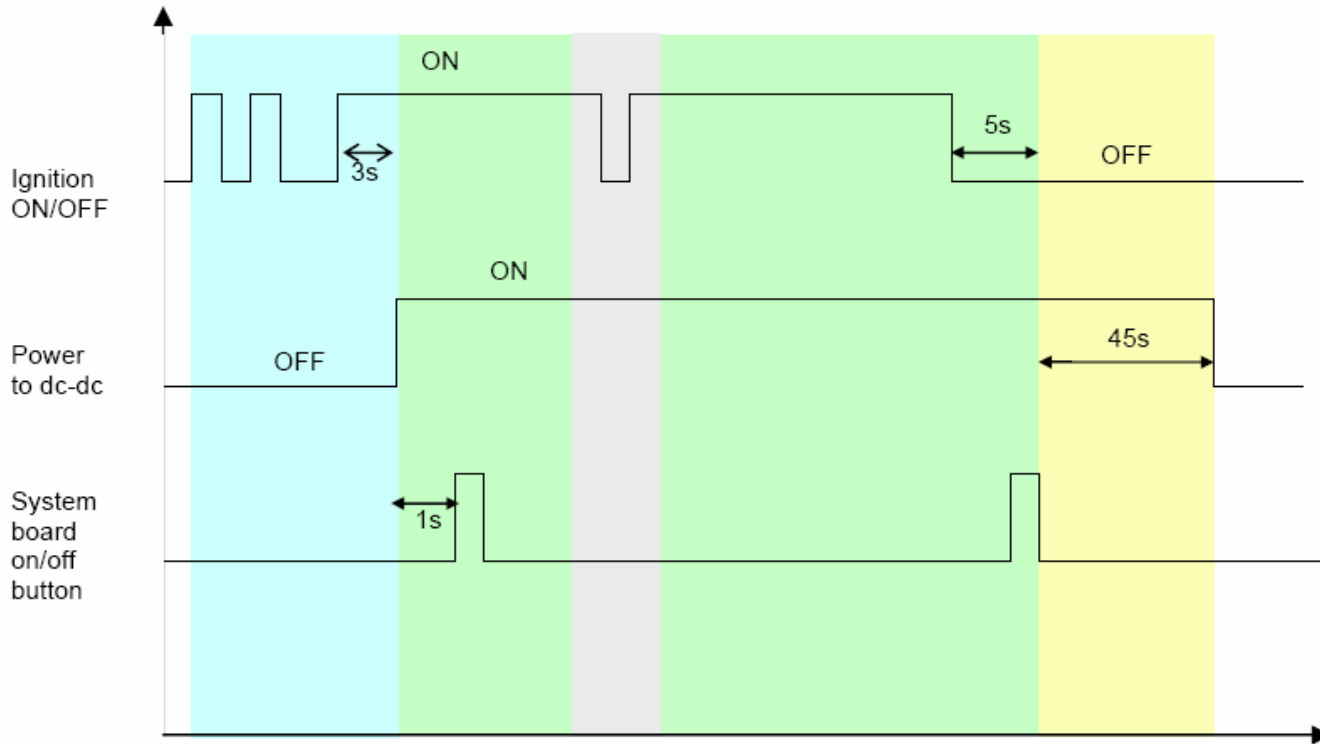 ON
5s
OFF
3s
Ignition
ON/OFF
ON
45s
OFF
Power
to dc-dc
System
board
on/off
button
1s